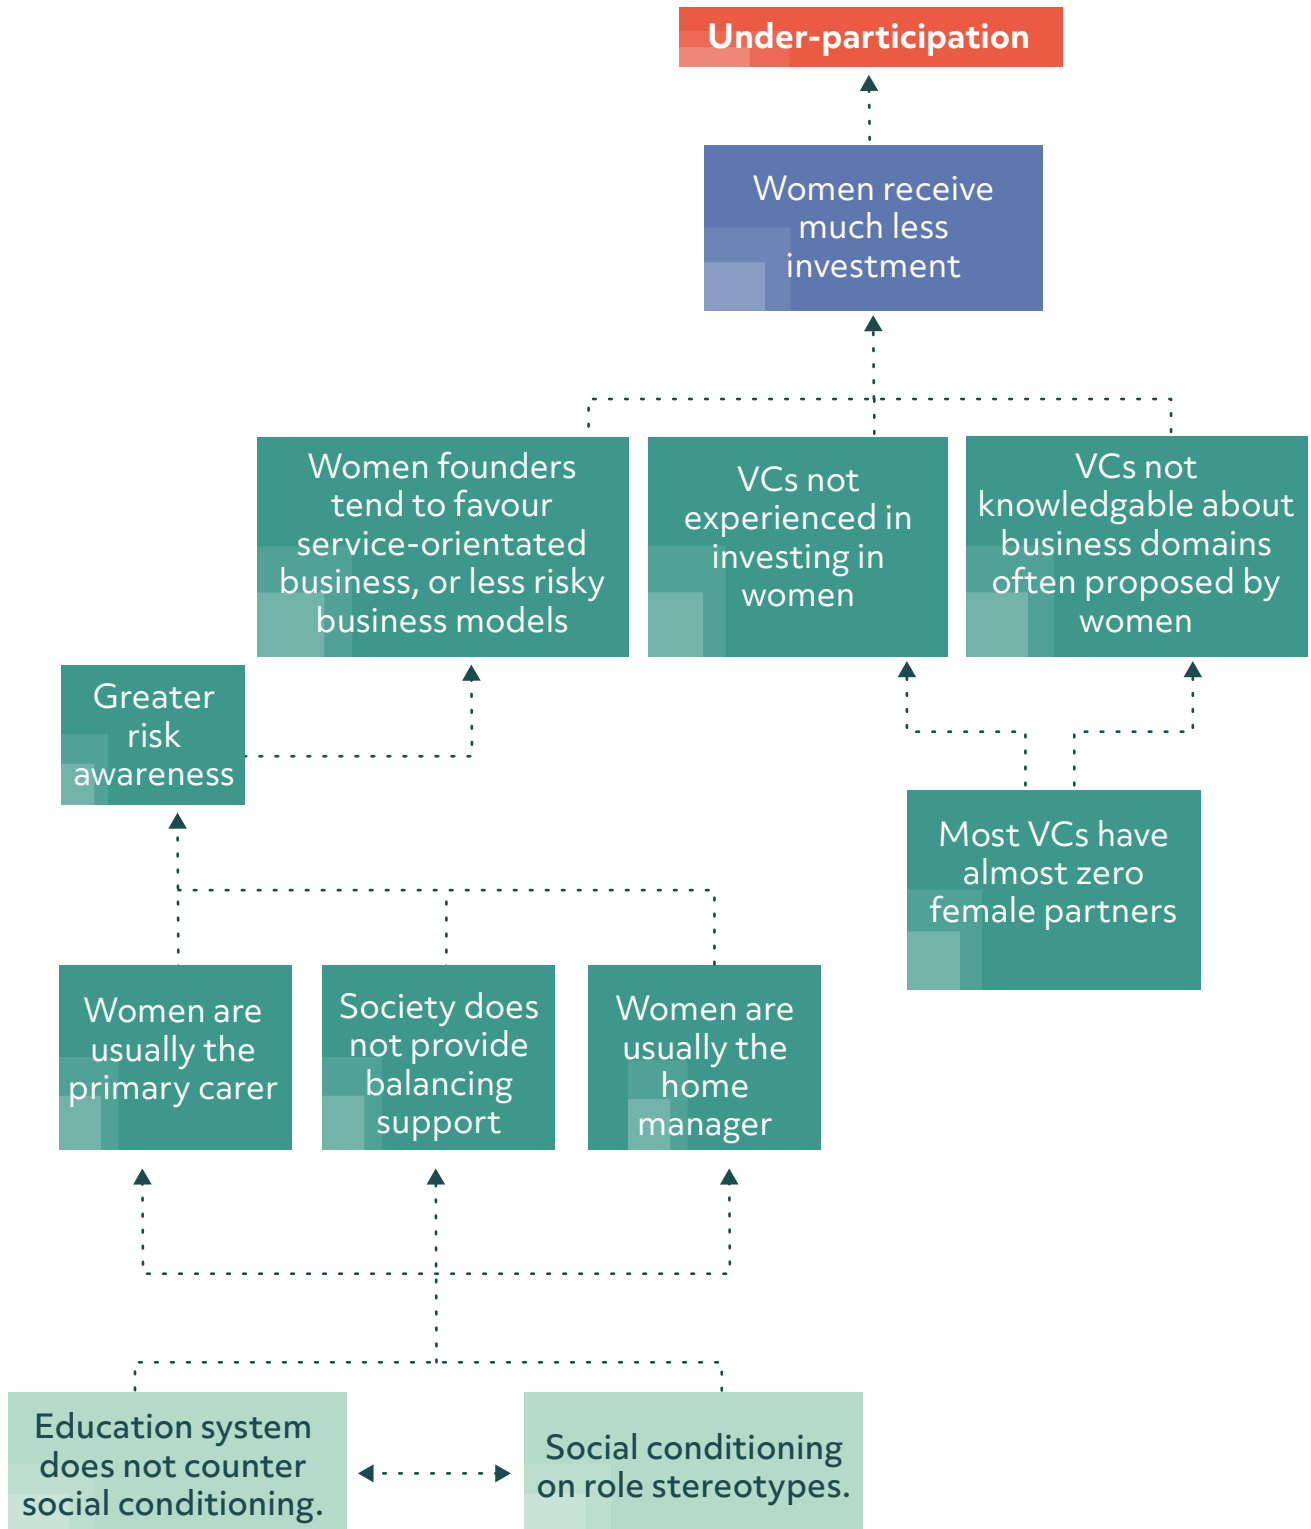 Under-participation
Women receive
much less
investment
Women founders
tend to favour
service-orientated
business, or less risky
business models
VCs not
experienced in
investing in
women
VCs not
knowledgable about
business domains
often proposed by
women
Greater
risk
awareness
Most VCs have
almost zero
female partners
Women are
usually the
primary carer
Society does
not provide
balancing
support
Women are
usually the
home
manager
Education system
does not counter
social conditioning.
Social conditioning
on role stereotypes.